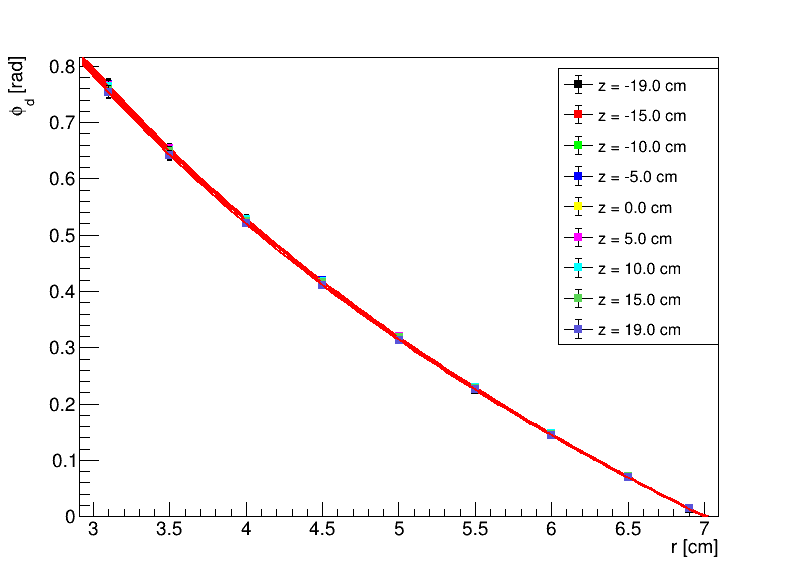 ϕd [rad]
0.8
0.7
0.6
0.5
0.4
0.3
0.2
0.1
0
z = -19.0 cm
z = -15.0 cm
z = -10.0 cm
z = -5.0 cm
z = 0.0 cm
z = 5.0 cm
z = 10.0 cm
z = 15.0 cm
z = 19.0 cm
3 3.5 4 4.5 5 5.5 6 6.5 7
r [cm]